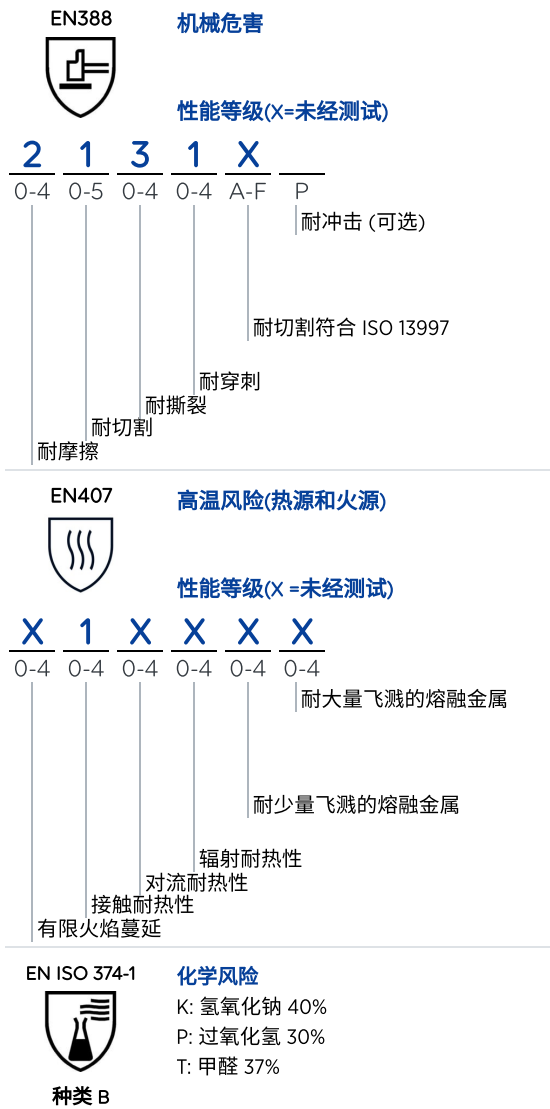 EN388
机械危害
性能等级(X=未经测试)
2 1 3 1 X
0-4 0-5 0-4 0-4 A-F P
耐冲击 (可选)
耐切割符合 ISO 13997
耐穿刺
耐撕裂
耐切割
耐摩擦
EN407
高温风险(热源和火源)
性能等级(X =未经测试)
X 1 X X X X
0-4 0-4 0-4 0-4 0-4 0-4
耐大量飞溅的熔融金属
耐少量飞溅的熔融金属
辐射耐热性
对流耐热性
接触耐热性
有限火焰蔓延
EN ISO 374-1
化学风险
K: 氢氧化钠 40%
P: 过氧化氢 30%
T: 甲醛 37%
种类 B